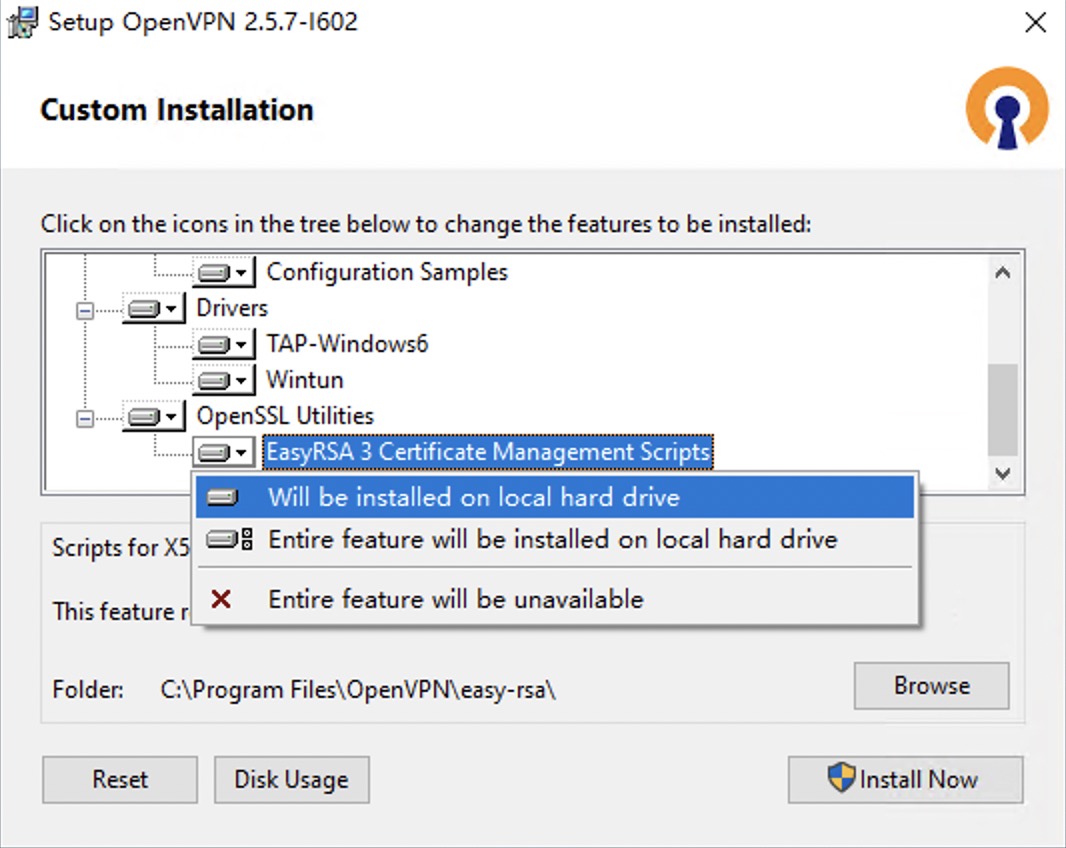 Setup OpenVPN 2.5.7-I602
Custom Installation
Click on the icons in the tree below to change the features to be installed:
Configuration Samples
Drivers
TAP-Windows6
Wintun
OpenSSL Utilities
EasyRSA 3 Certificate Management Scripts
Will be installed on local hard drive
Entire feature will be installed on local hard drive
Entire feature will be unavailable
Scripts for X5
This feature r
Folder: C:\Program Files\OpenVPN\easy-rsa\
Browse
Reset Disk Usage Install Now